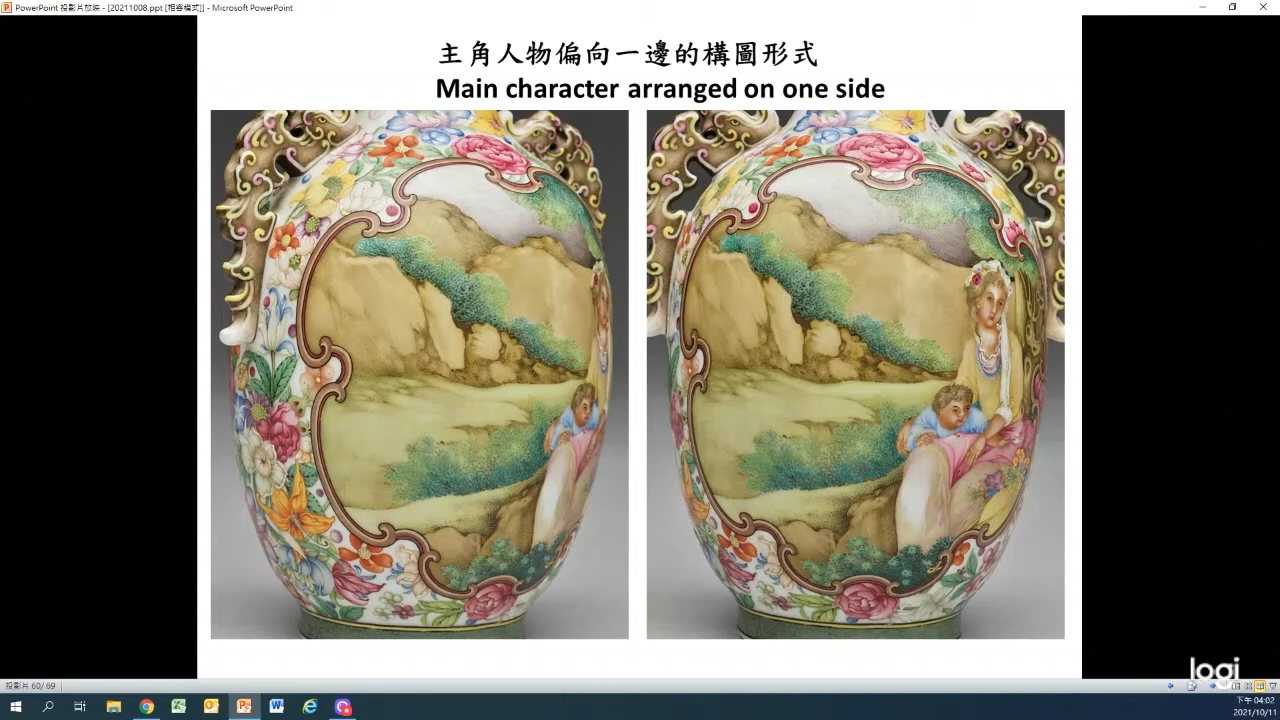 PowerPoint 投影片放映 - [20211008.ppt [相容模式]] - Microsoft PowerPoint
主角人物偏向一邊的構圖形式
Main character arranged on one side
logi
投影片 60/69
下午 04:02
2021/10/11